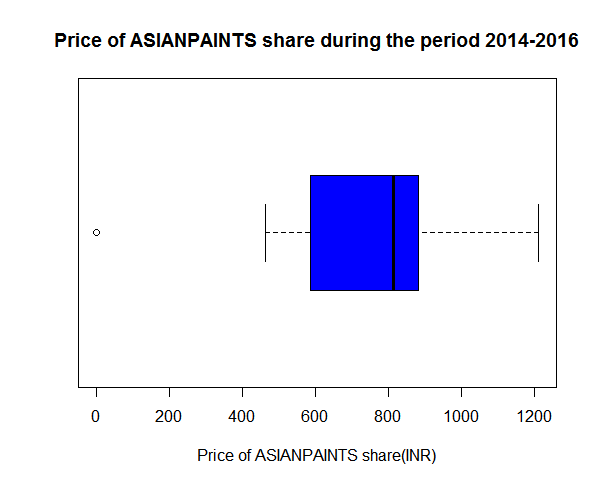 Price of ASIANPAINTS share during the period 2014-2016
0 200 400 600 800 1000 1200
Price of ASIANPAINTS share(INR)